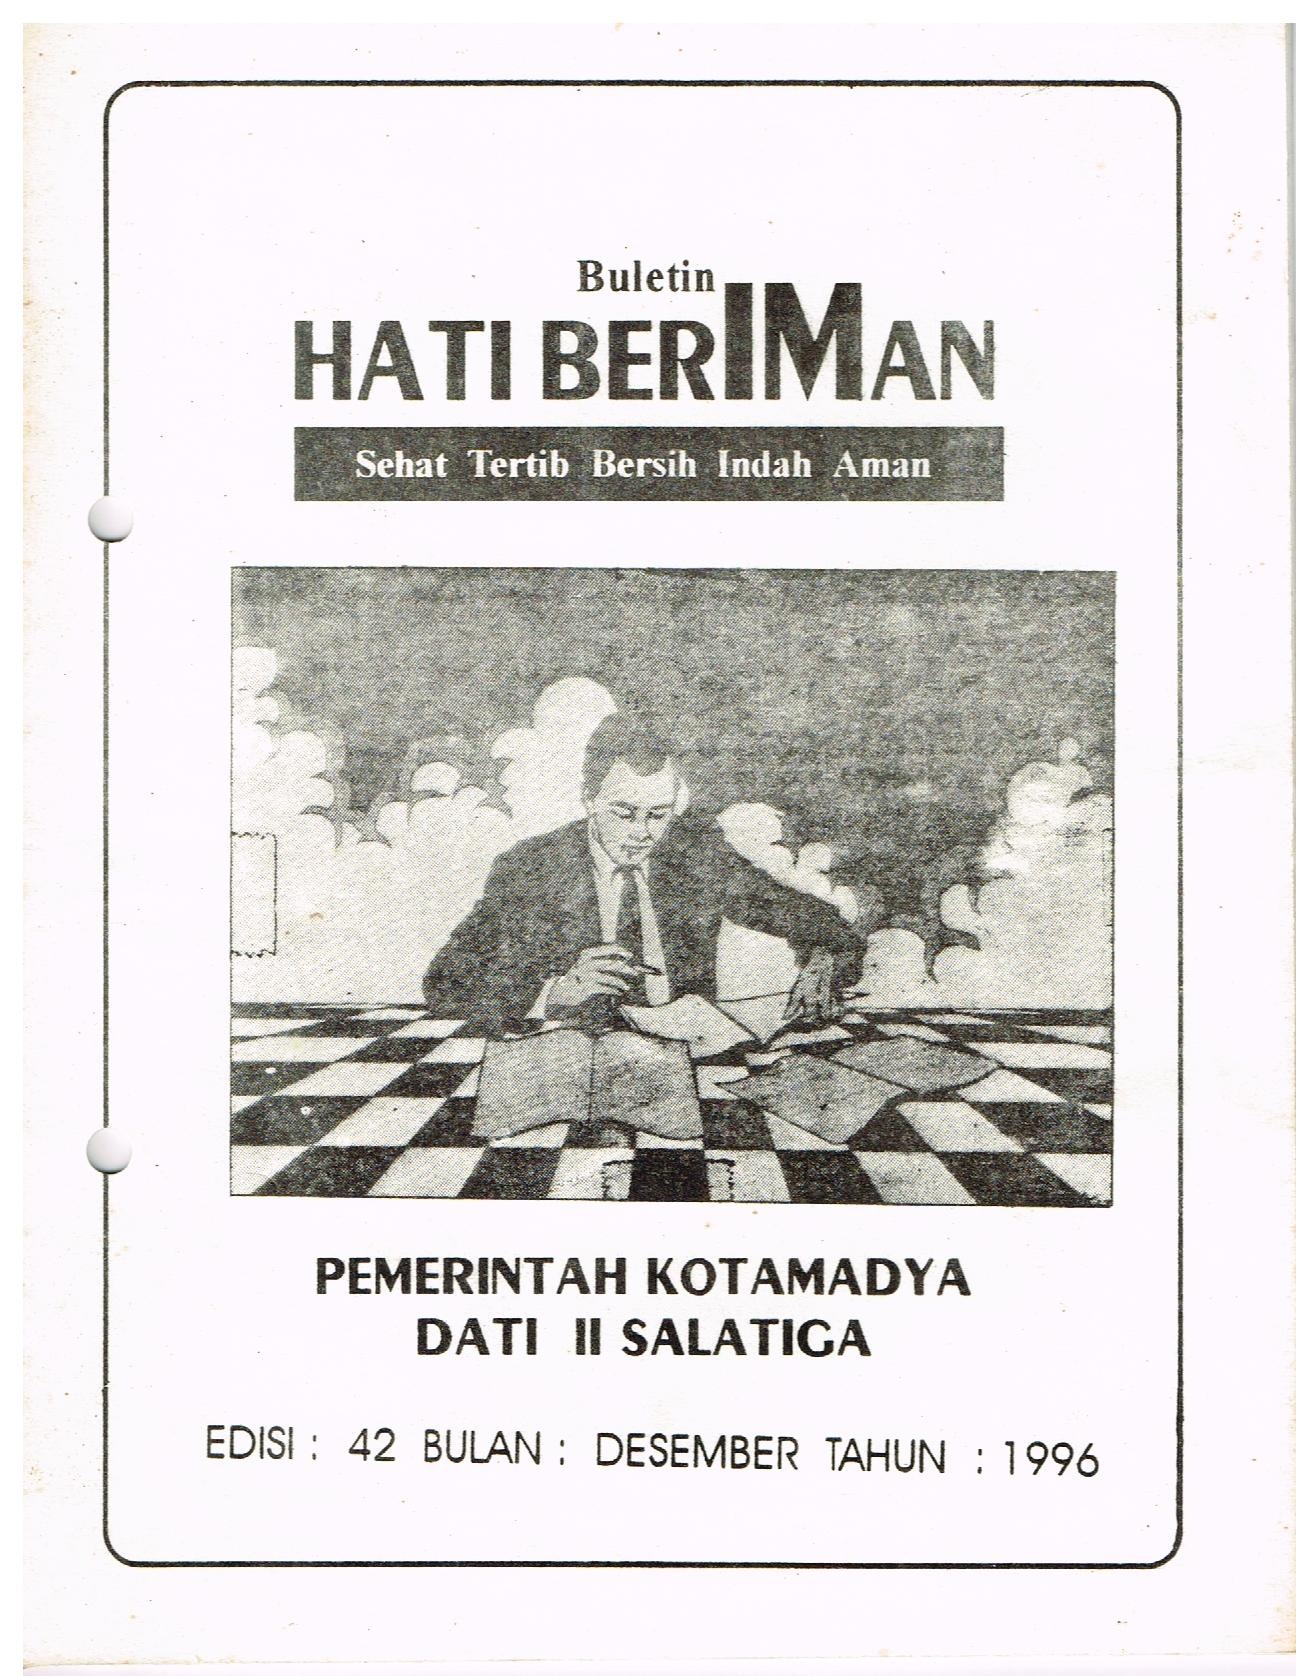 Buletin
HATI BERIMAN
Sehat Tertib Bersih Indah Aman
PEMERINTAH KOTAMADYA
DATI II SALATIGA
EDISI : 42 BULAN : DESEMBER TAHUN : 1996